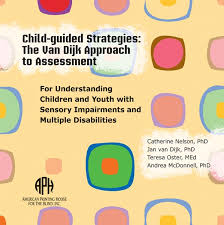 Child-guided Strategies:
The Van Dijk Approach
to Assessment
For Understanding
Children and Youth with
Sensory Impairments and
Multiple Disabilities
Catherine Nelson, PhD
Jan van Dijk, PhD
Teresa Oster, MEd
Andrea McDonnell, PhD
APH
AMERICAN PRINTING HOUSE
FOR THE BLIND, INC.